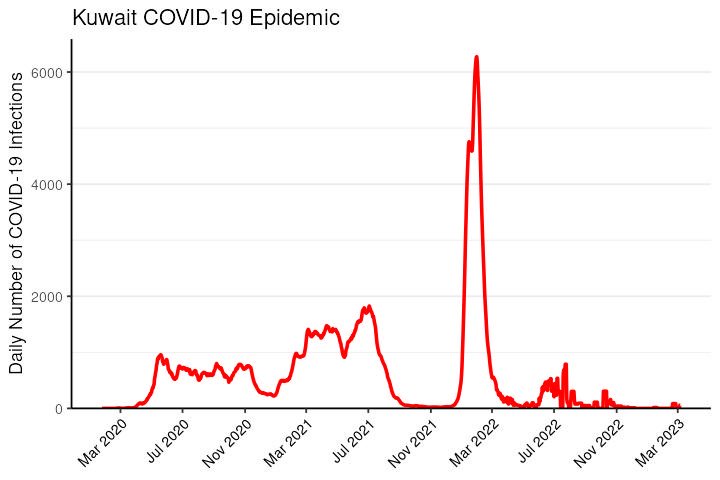 Kuwait COVID-19 Epidemic
Daily Number of COVID-19 Infections
6000
4000
2000
0
Mar 2020
Jul 2020
Nov 2020
Mar 2021
Jul 2021
Nov 2021
Mar 2022
Jul 2022
Nov 2022
Mar 2023